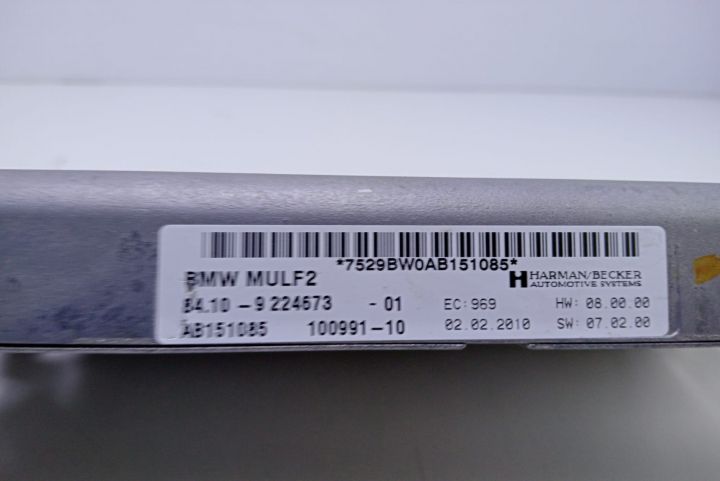 *7529BW0AB151085*
BMW MULF2
HARMAN/BECKER
AUTOMOTIVE SYSTEMS
84.10 - 9 224673 - 01 EC: 969 HW: 08.00.00
AB151085 100991-10 02.02.2010 SW: 07.02.00